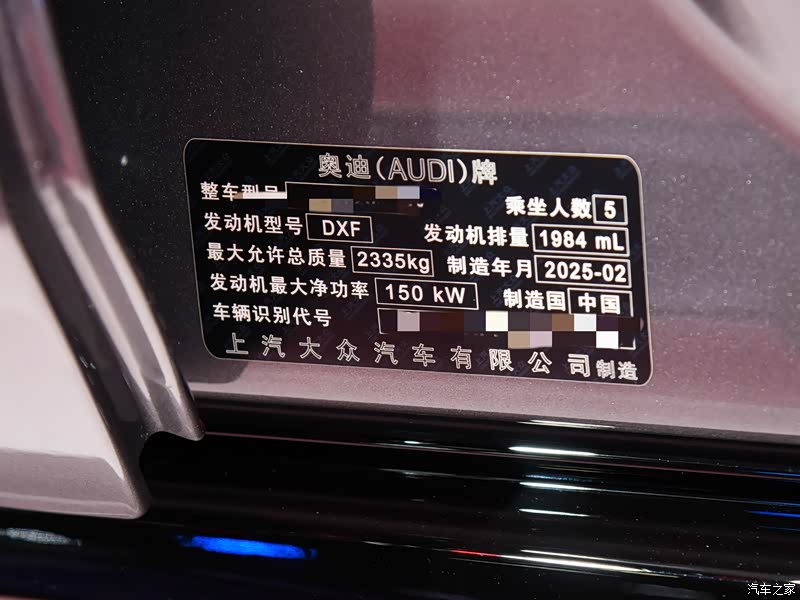 奥迪(AUDI)牌
整车型号 乘坐人数 5
发动机型号 DXF 发动机排量 1984 mL
最大允许总质量 2335kg 制造年月 2025-02
发动机最大净功率 150 kW 制造国 中国
车辆识别代号
上汽大众汽车有限公司制造
汽车之家